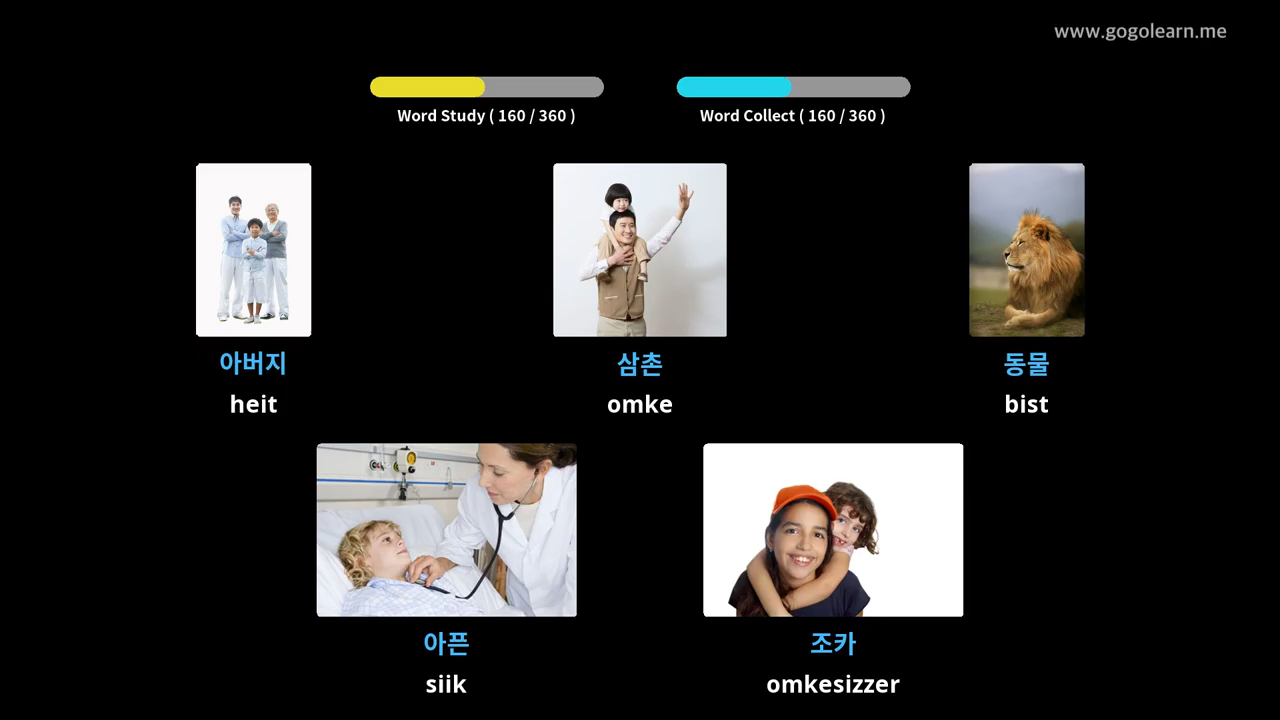 www.gogolearn.me
Word Study ( 160 / 360 )
Word Collect ( 160 / 360 )
아버지
heit
삼촌
omke
동물
bist
아픈
siik
조카
omkesizzer